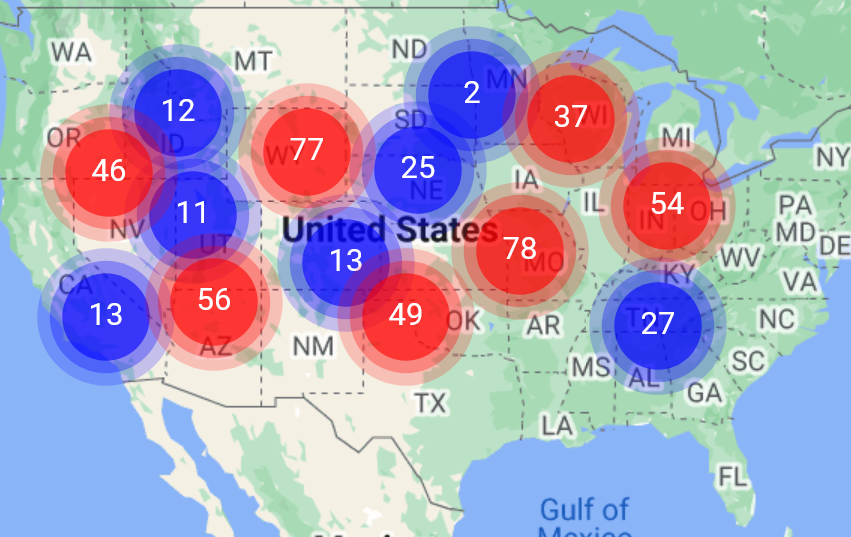 WA
MT
ND
MN
2
12
37
WI
OR
ID
SD
MI
46
WY
77
25
NY
NE
IA
IL
54
IN
OH
PA
11
NV
UT
United States
MD
DE
13
78
MO
WV
KY
VA
CA
13
56
49
OK
AR
27
NC
AZ
NM
MS
AL
SC
GA
TX
LA
FL
Gulf of
Mexico